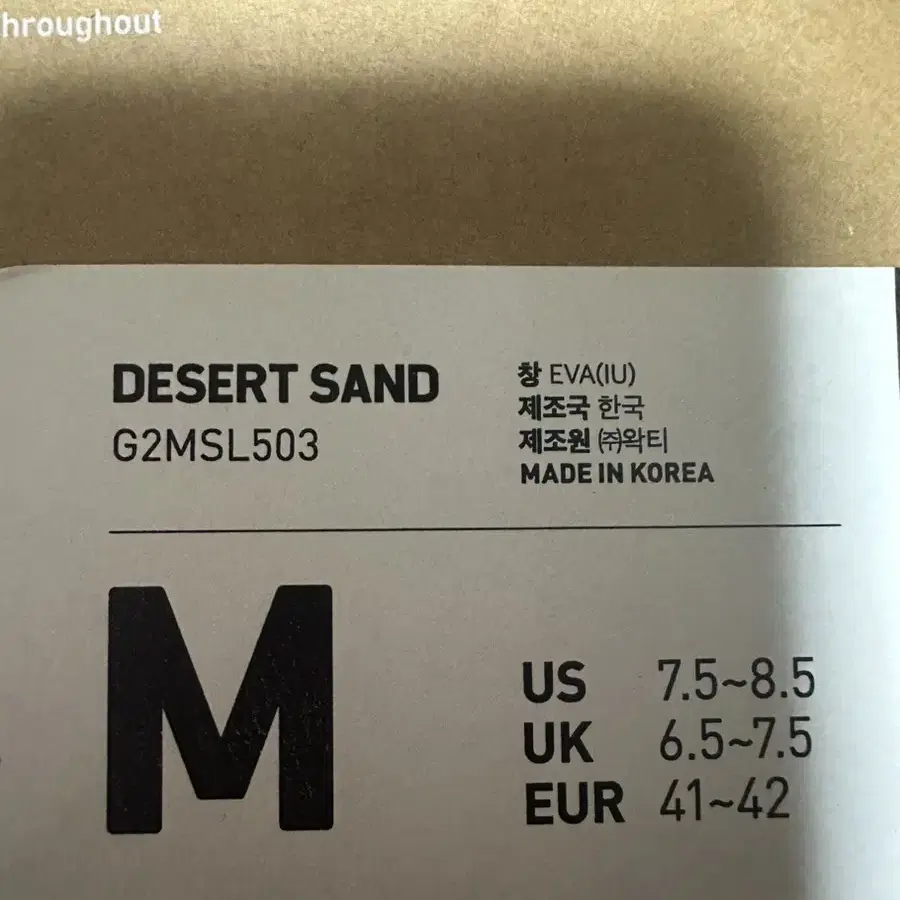 hroughout
DESERT SAND
G2MSL503
창 EVA(IU)
제조국 한국
제조원 ㈜왁티
MADE IN KOREA
M
US 7.5~8.5
UK 6.5~7.5
EUR 41~42